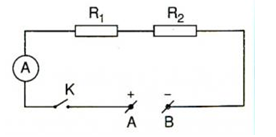 R₁ R₂
A
K + −
A B